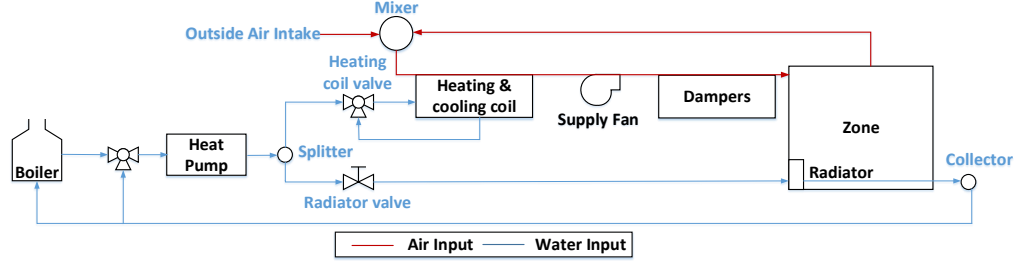 Mixer
Outside Air Intake
Heating
coil valve
Heating &
cooling coil
Supply Fan
Dampers
Zone
Boiler
Heat
Pump
Splitter
Radiator valve
Radiator
Collector
Air Input
Water Input